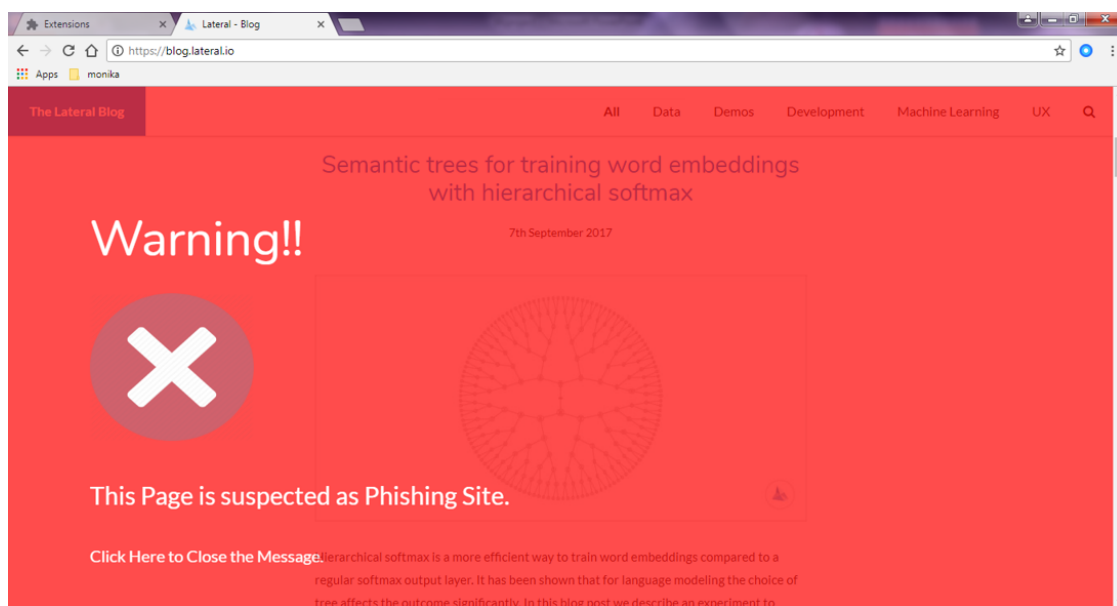 Extensions
Lateral - Blog
https://blog.lateral.io
Apps
monika
The Lateral Blog
All
Data
Demos
Development
Machine Learning
UX
Semantic trees for training word embeddings
with hierarchical softmax
7th September 2017
Warning!!
This Page is suspected as Phishing Site.
Click Here to Close the Message.
Hierarchical softmax is a more efficient way to train word embeddings compared to a
regular softmax output layer. It has been shown that for language modeling the choice of
tree affects the outcome significantly. In this blog post we describe an experiment to